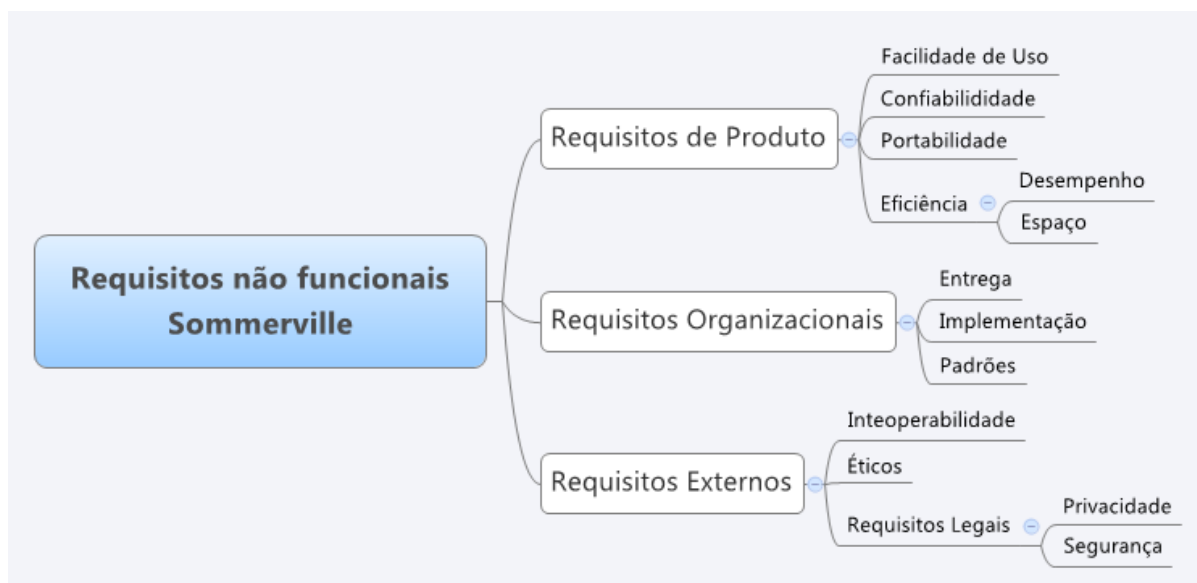 Requisitos não funcionais
Sommerville
Requisitos de Produto
Facilidade de Uso
Confiabilididade
Portabilidade
Eficiência
Desempenho
Espaço
Requisitos Organizacionais
Entrega
Implementação
Padrões
Requisitos Externos
Inteoperabilidade
Éticos
Requisitos Legais
Privacidade
Segurança